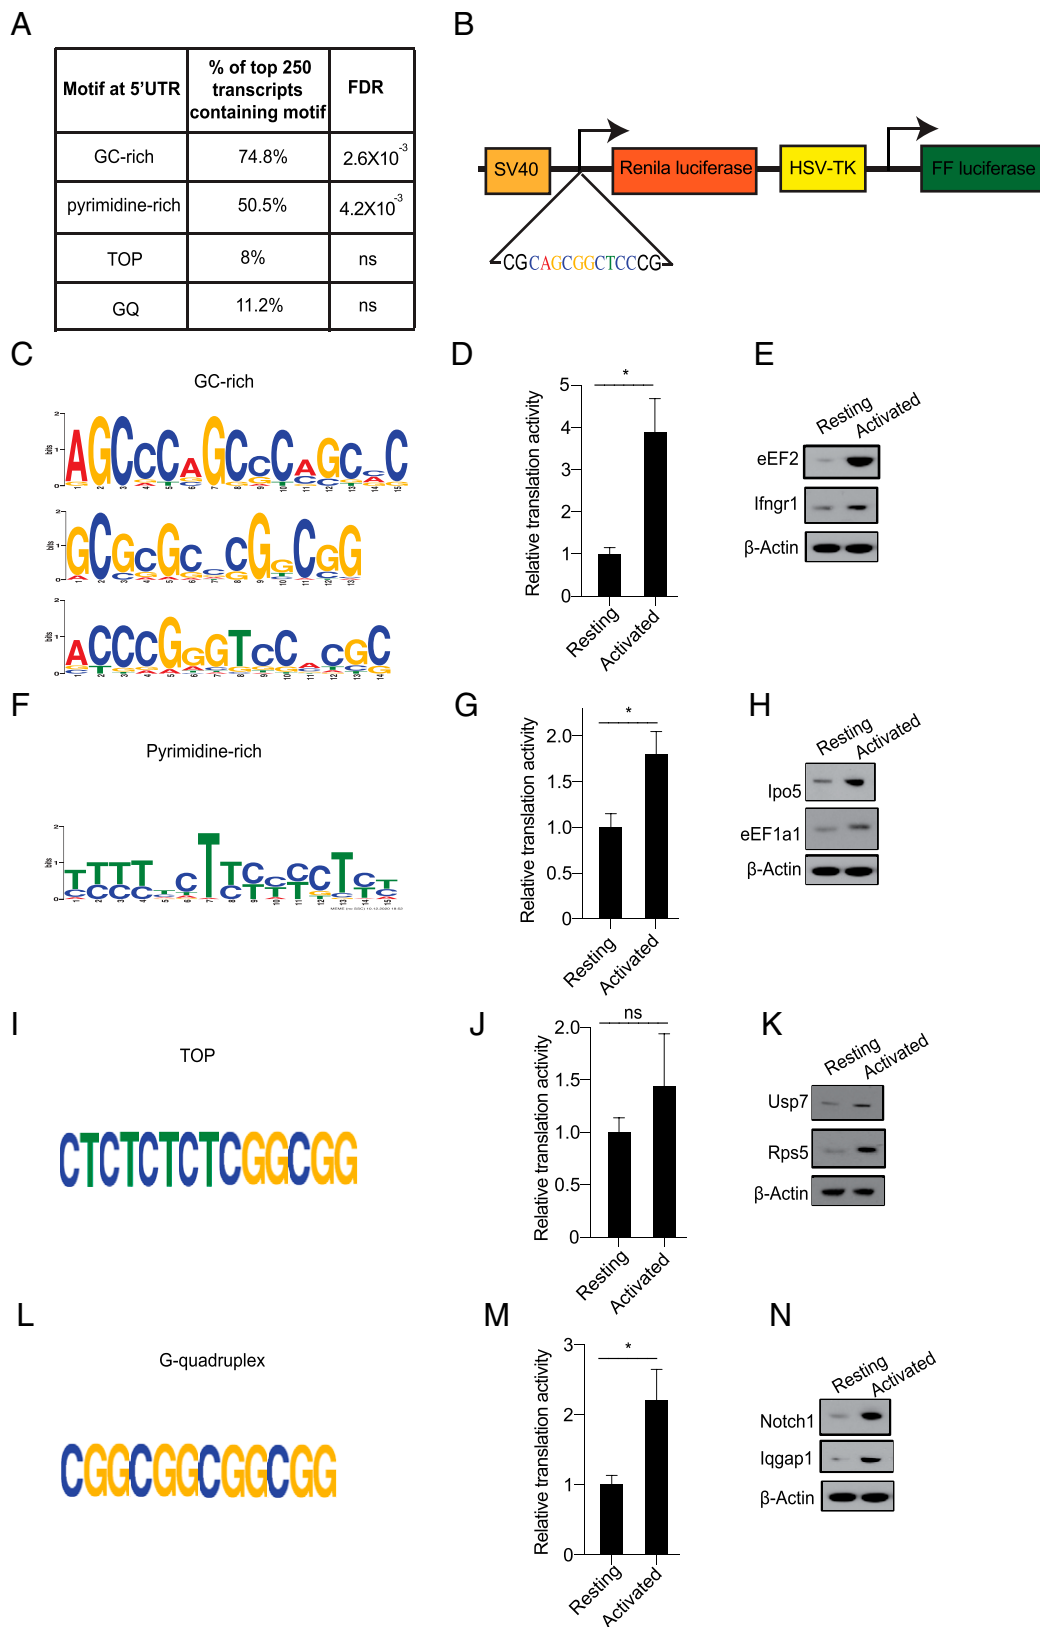 A
Motif at 5'UTR
% of top 250 transcripts containing motif
FDR
GC-rich 74.8% 2.6X10-3
pyrimidine-rich 50.5% 4.2X10-3
TOP 8% ns
GQ 11.2% ns
B
SV40 Renila luciferase HSV-TK FF luciferase
CGCAGCGGCTCCCG
C
GC-rich
D
Relative translation activity
5
4
3
2
1
0
*
Resting
Activated
E
Resting
Activated
eEF2
Ifngr1
β-Actin
F
Pyrimidine-rich
G
Relative translation activity
2.0
1.5
1.0
0.5
0
*
Resting
Activated
H
Resting
Activated
Ipo5
eEF1a1
β-Actin
I
TOP
CTCTCTCTCGGCGG
J
Relative translation activity
2.0
1.5
1.0
0.5
0
ns
Resting
Activated
K
Resting
Activated
Usp7
Rps5
β-Actin
L
G-quadruplex
CGGCGGCGGCGG
M
Relative translation activity
3
2
1
0
*
Resting
Activated
N
Resting
Activated
Notch1
Iqgap1
β-Actin